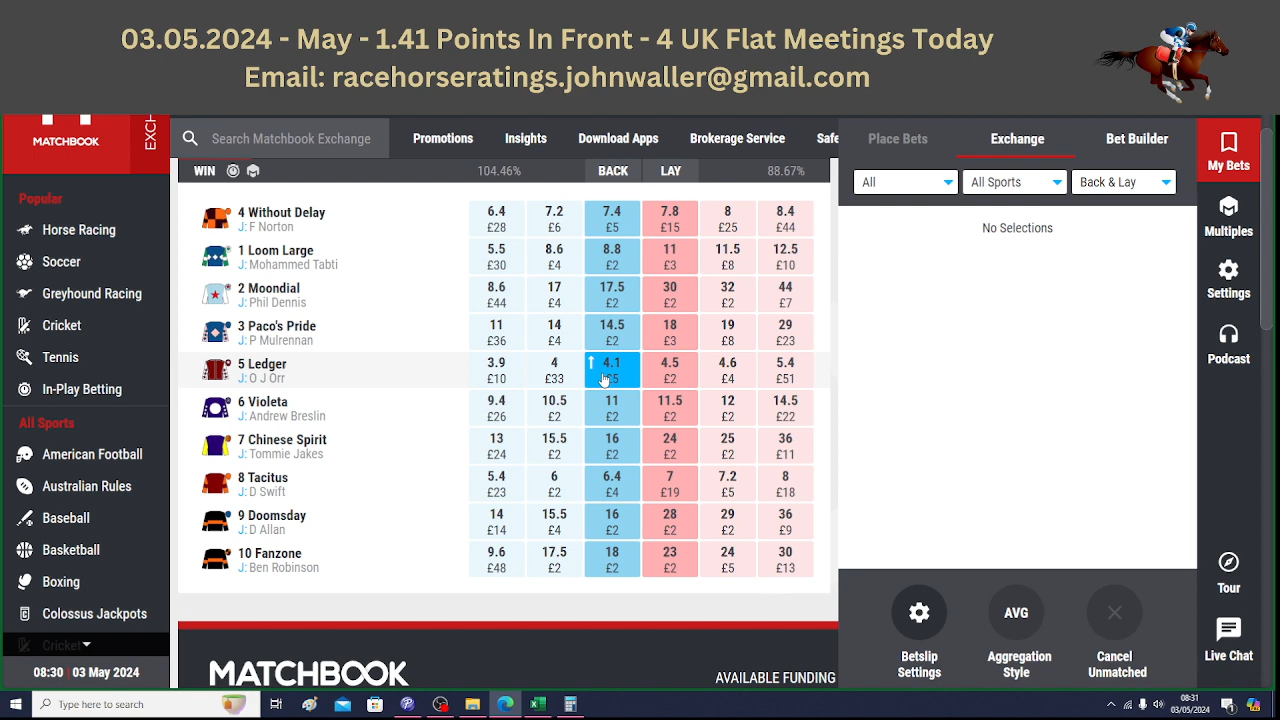 03.05.2024 - May - 1.41 Points In Front - 4 UK Flat Meetings Today
Email: racehorseratings.johnwaller@gmail.com
MATCHBOOK
EXCH
Search Matchbook Exchange
Promotions Insights Download Apps Brokerage Service Safe
Place Bets Exchange Bet Builder
My Bets
WIN 104.46% BACK LAY 88.67%
All All Sports Back & Lay
No Selections
Popular
Horse Racing
Soccer
Greyhound Racing
Cricket
Tennis
In-Play Betting
All Sports
American Football
Australian Rules
Baseball
Basketball
Boxing
Colossus Jackpots
Cricket
08:30 03 May 2024
4 Without Delay 6.4 7.2 7.4 7.8 8 8.4
J: F Norton £28 £6 £5 £15 £25 £44
1 Loom Large 5.5 8.6 8.8 11 11.5 12.5
J: Mohammed Tabti £30 £4 £2 £3 £8 £10
2 Moondial 8.6 17 17.5 30 32 44
J: Phil Dennis £44 £4 £2 £2 £2 £7
3 Paco's Pride 11 14 14.5 18 19 29
J: P Mulrennan £36 £4 £2 £3 £8 £23
5 Ledger 3.9 4 4.1 4.5 4.6 5.4
J: O J Orr £10 £33 £5 £2 £4 £51
6 Violeta 9.4 10.5 11 11.5 12 14.5
J: Andrew Breslin £26 £2 £2 £2 £2 £22
7 Chinese Spirit 13 15.5 16 24 25 36
J: Tommie Jakes £24 £2 £2 £2 £2 £11
8 Tacitus 5.4 6 6.4 7 7.2 8
J: D Swift £23 £2 £4 £19 £5 £18
9 Doomsday 14 15.5 16 28 29 36
J: D Allan £14 £4 £2 £2 £2 £9
10 Fanzone 9.6 17.5 18 23 24 30
J: Ben Robinson £48 £2 £2 £2 £5 £13
MATCHBOOK AVAILABLE FUNDING
AVG
Betslip Settings
Aggregation Style
Cancel Unmatched
Multiples
Settings
Podcast
Tour
Live Chat
Type here to search
08:31
03/05/2024